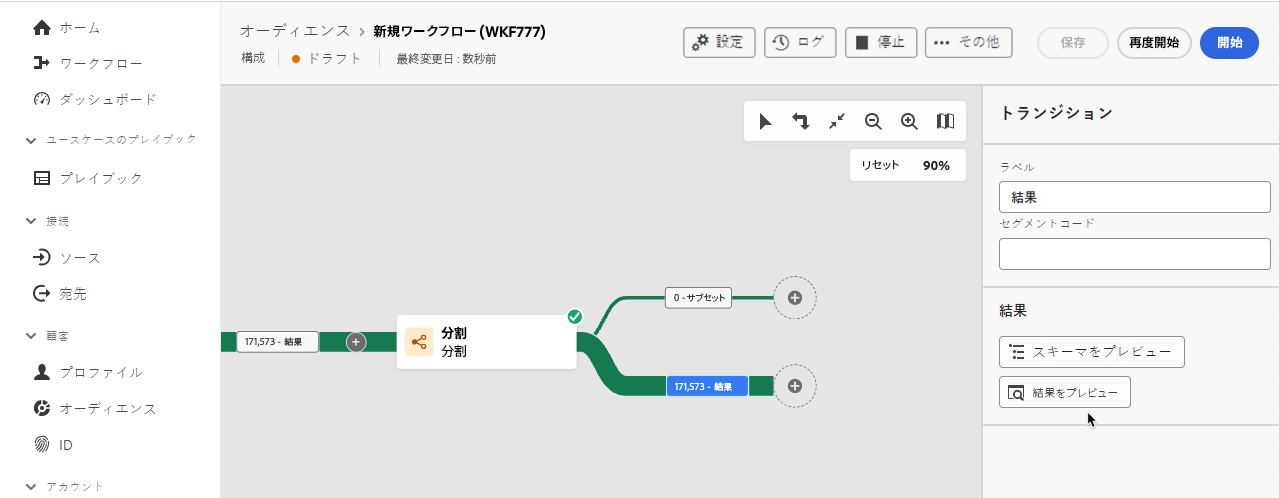 ホーム
ワークフロー
ダッシュボード
ユースケースのプレイブック
プレイブック
接続
ソース
宛先
顧客
プロファイル
オーディエンス
ID
アカウント
オーディエンス > 新規ワークフロー (WKF777)
構成 ドラフト 最終変更日 : 数秒前
設定 ログ 停止 その他 保存 再度開始 開始
リセット 90%
171,573 - 結果
分割
分割
0 - サブセット
171,573 - 結果
トランジション
ラベル
結果
セグメントコード
結果
スキーマをプレビュー
結果をプレビュー